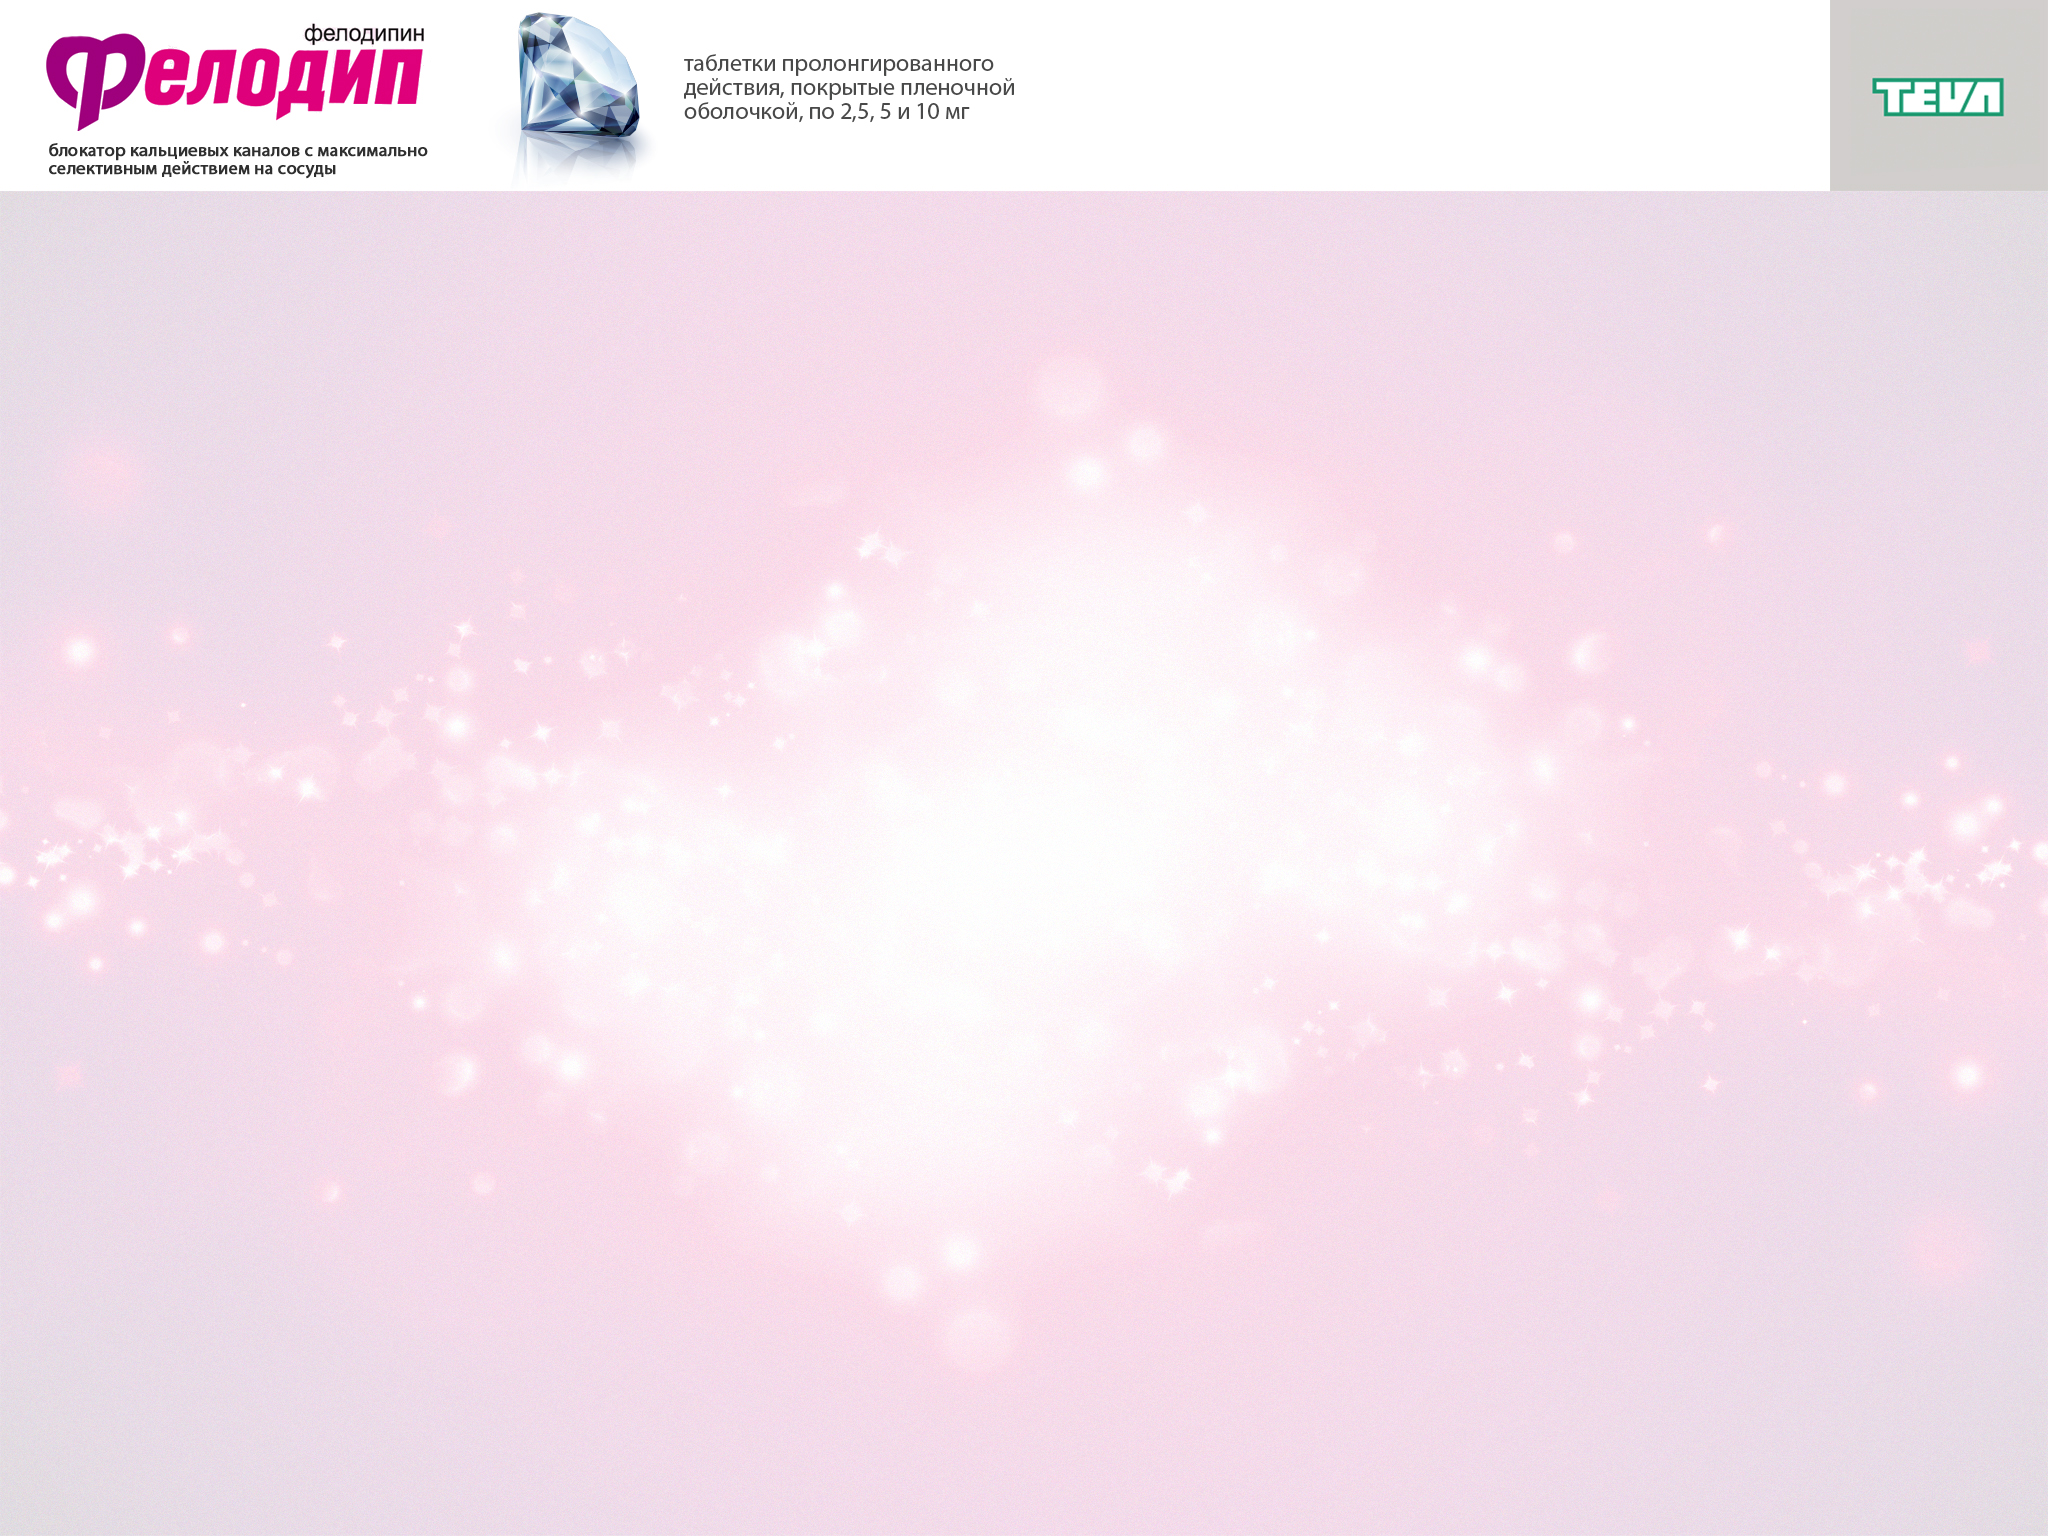 фелодипин
Фелодип
блокатор кальциевых каналов с максимально
селективным действием на сосуды
таблетки пролонгированного
действия, покрытые пленочной
оболочкой, по 2,5, 5 и 10 мг
TEVA